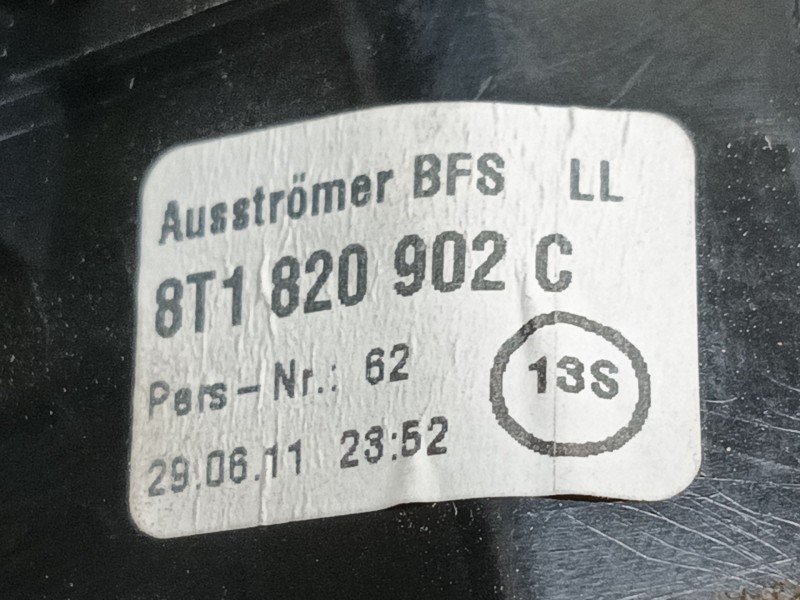 Ausströmer BFS LL
8T1 820 902 C
Pers-Nr.: 62
13S
29.06.11 23:52